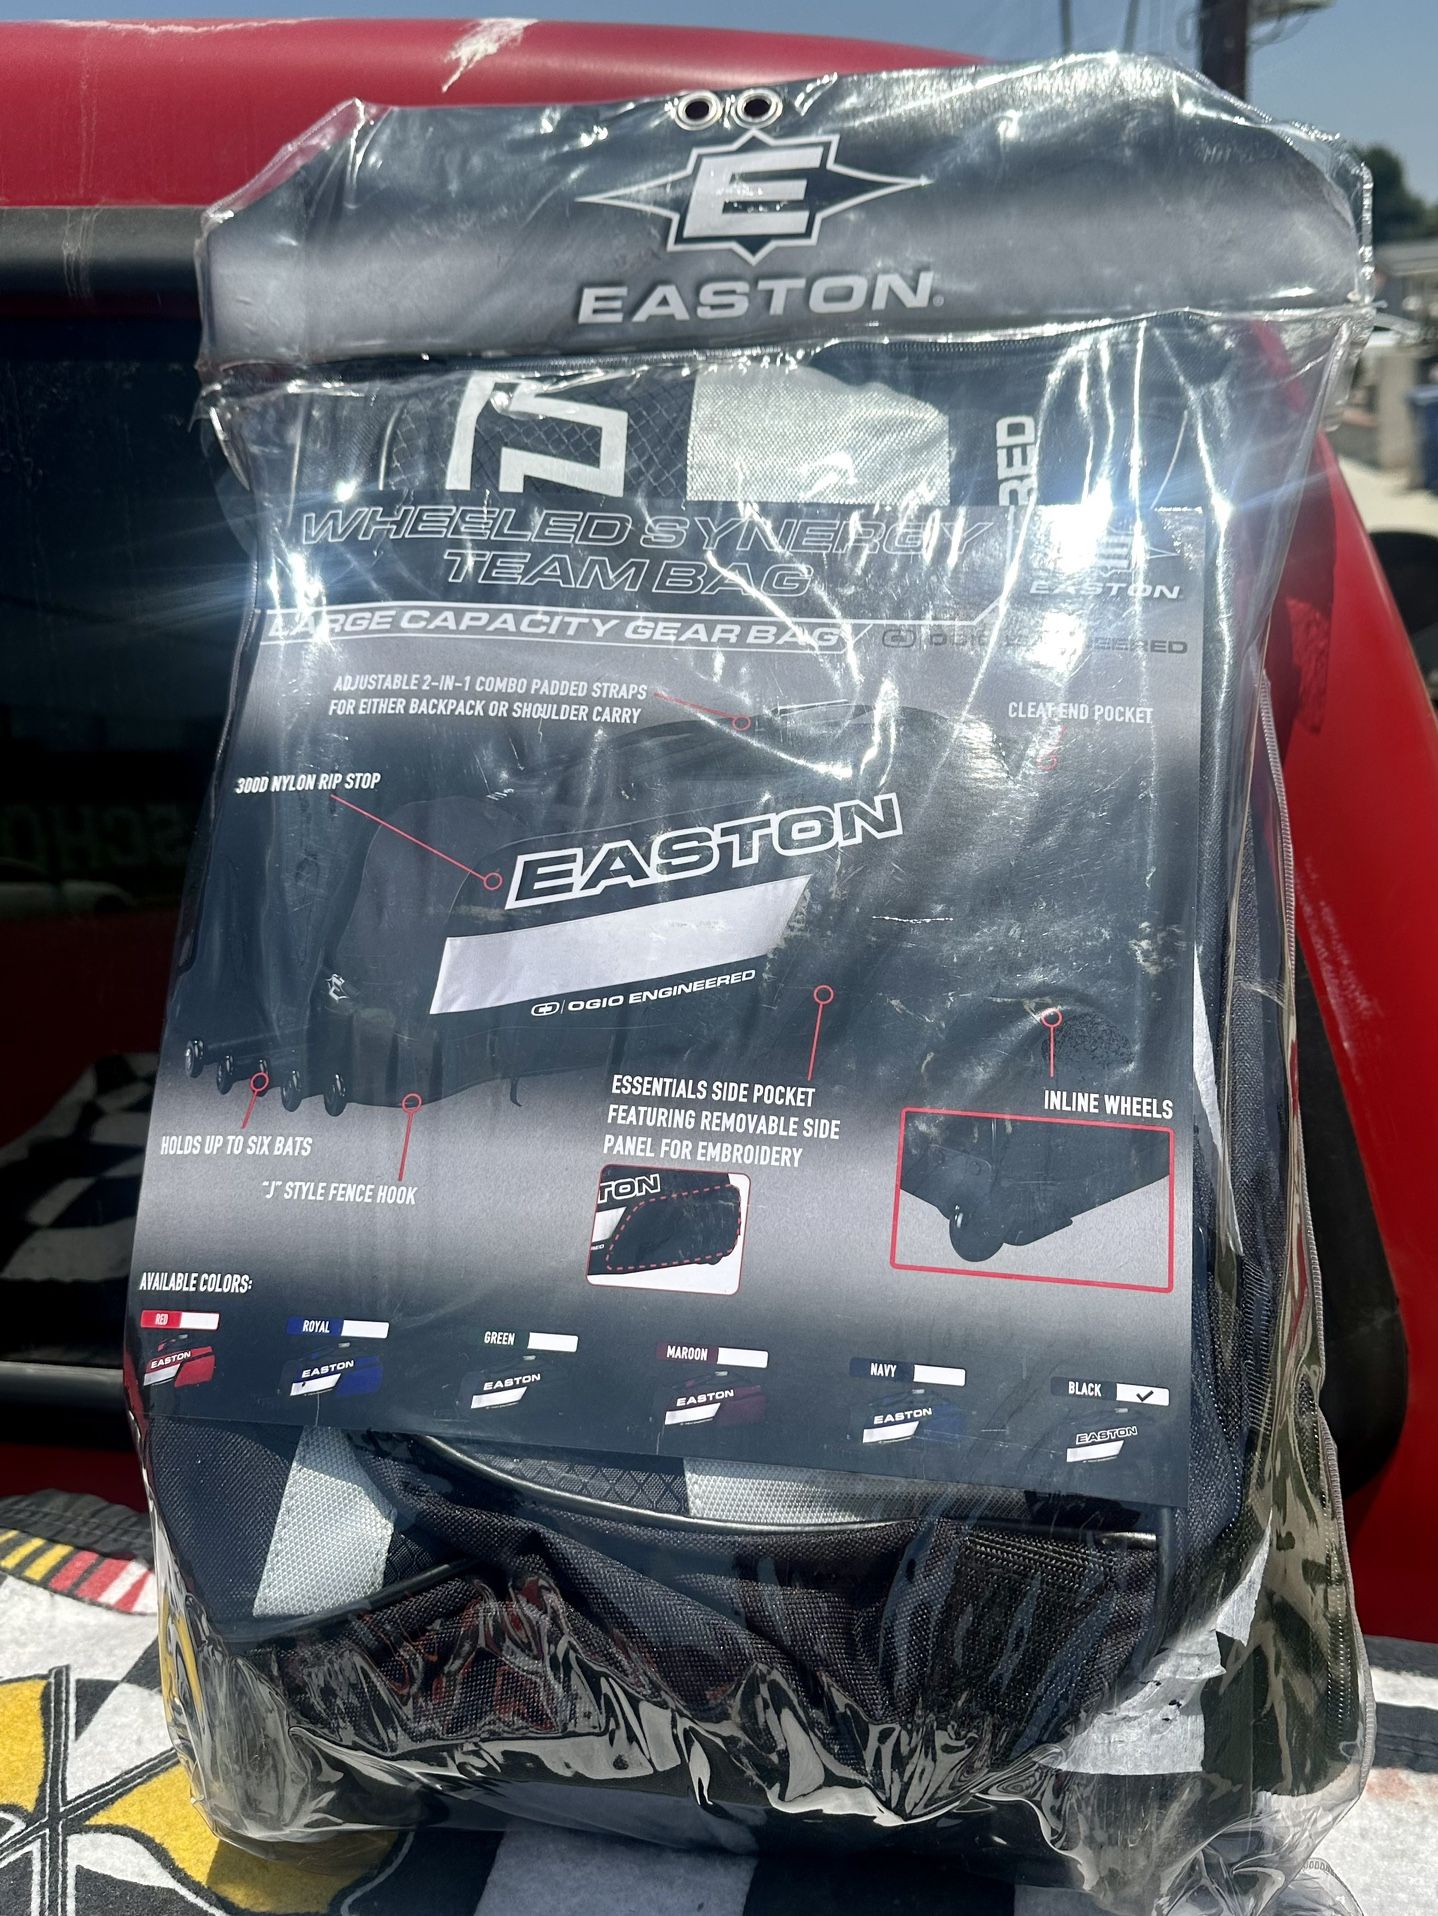 E
EASTON
RED
WHEELED SYNERGY
TEAM BAG
EASTON
LARGE CAPACITY GEAR BAG
OGIO ENGINEERED
ADJUSTABLE 2-IN-1 COMBO PADDED STRAPS
FOR EITHER BACKPACK OR SHOULDER CARRY
CLEAT END POCKET
300D NYLON RIP STOP
EASTON
OGIO ENGINEERED
ESSENTIALS SIDE POCKET
FEATURING REMOVABLE SIDE
PANEL FOR EMBROIDERY
INLINE WHEELS
HOLDS UP TO SIX BATS
"J" STYLE FENCE HOOK
TON
AVAILABLE COLORS:
RED
ROYAL
GREEN
MAROON
NAVY
BLACK
EASTON
EASTON
EASTON
EASTON
EASTON
EASTON